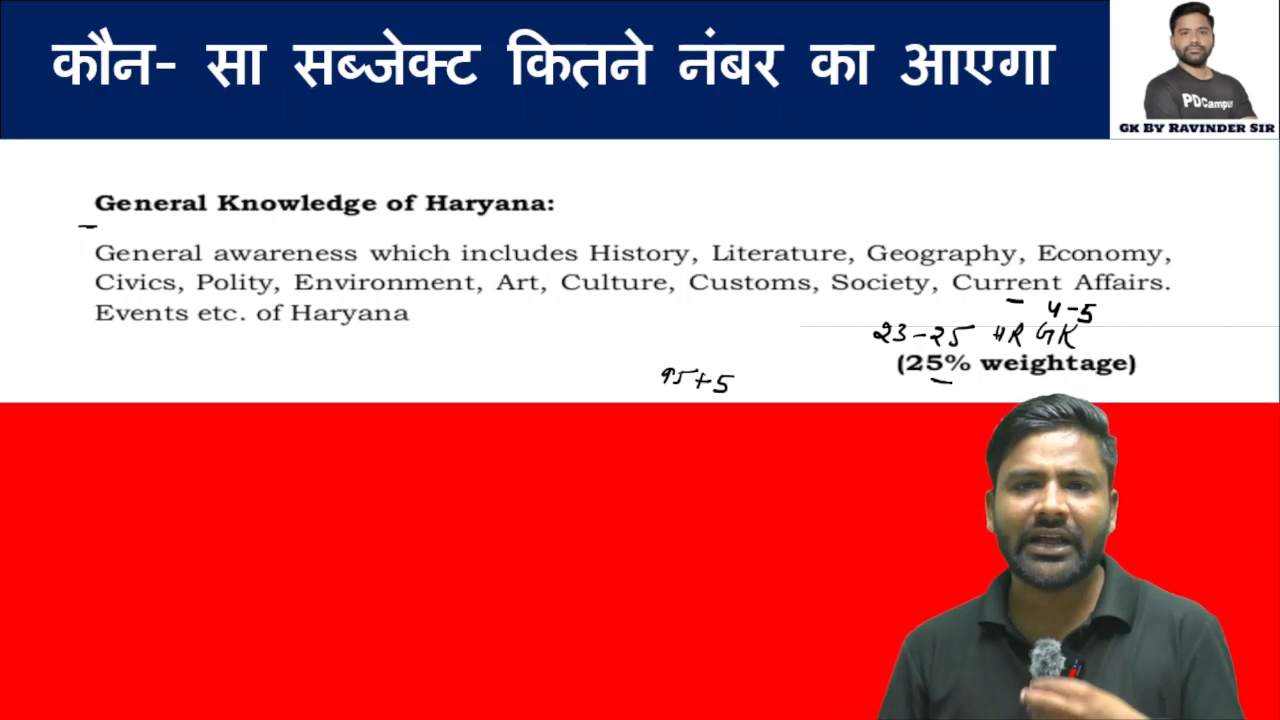 कौन- सा सब्जेक्ट कितने नंबर का आएगा
PDCampus
GK By Ravinder Sir
General Knowledge of Haryana:
General awareness which includes History, Literature, Geography, Economy,
Civics, Polity, Environment, Art, Culture, Customs, Society, Current Affairs.
Events etc. of Haryana
4-5
23-25 HR GK
(25% weightage)
95+5